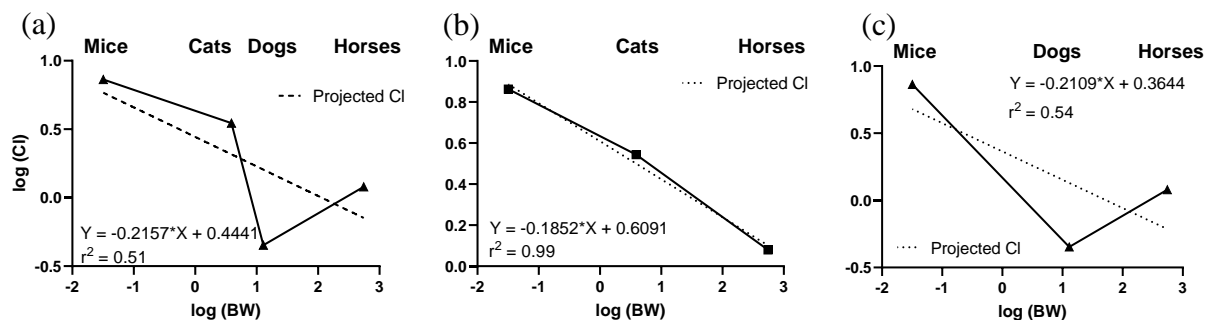 (a)
Mice Cats Dogs Horses
1.0
0.5
0.0
-0.5
log (Cl)
Projected Cl
Y = -0.2157*X + 0.4441
r² = 0.51
-2 -1 0 1 2 3
log (BW)
(b)
Mice Cats Horses
1.0
0.8
0.6
0.4
0.2
0.0
Projected Cl
Y = -0.1852*X + 0.6091
r² = 0.99
-2 -1 0 1 2 3
log (BW)
(c)
Mice Dogs Horses
1.0
0.5
0.0
-0.5
Y = -0.2109*X + 0.3644
r² = 0.54
Projected Cl
-2 -1 0 1 2 3
log (BW)